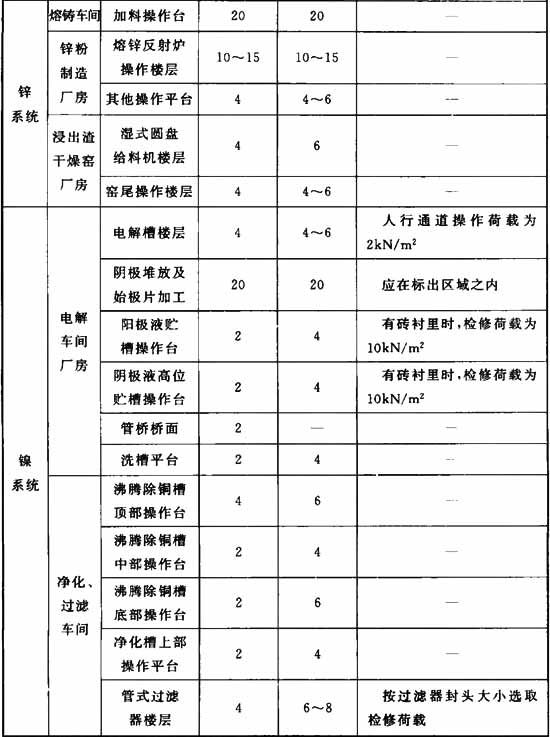 熔铸车间 加料操作台 20 20 —
锌系统
锌粉制造厂房
熔锌反射炉操作楼层 10～15 10～15 —
其他操作平台 4 4～6 —
浸出渣干燥窑厂房
湿式圆盘给料机楼层 4 6 —
窑尾操作楼层 4 4～6 —
镍系统
电解车间厂房
电解槽楼层 4 4～6 人行通道操作荷载为2kN/m²
阴极堆放及始极片加工 20 20 应在标出区域之内
阳极液贮槽操作台 2 4 有砖衬里时,检修荷载为10kN/m²
阴极液高位贮槽操作台 2 4 有砖衬里时,检修荷载为10kN/m²
管桥桥面 2 — —
洗槽平台 2 4 —
净化、过滤车间
沸腾除铜槽顶部操作台 4 6 —
沸腾除铜槽中部操作台 2 4 —
沸腾除铜槽底部操作台 2 6 —
净化槽上部操作平台 2 4 —
管式过滤器楼层 4 6～8 按过滤器封头大小选取检修荷载